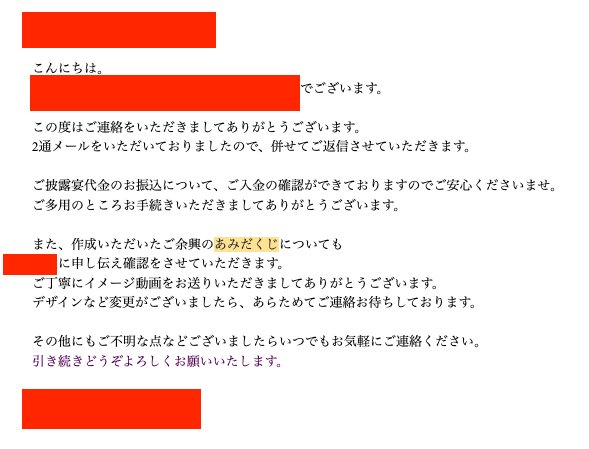 こんにちは。
でございます。
この度はご連絡をいただきましてありがとうございます。
2通メールをいただいておりましたので、併せてご返信させていただきます。
ご披露宴代金のお振込について、ご入金の確認ができておりますのでご安心くださいませ。
ご多用のところお手続きいただきましてありがとうございます。
また、作成いただいたご余興のあみだくじについても
に申し伝え確認をさせていただきます。
ご丁寧にイメージ動画をお送りいただきましてありがとうございます。
デザインなど変更がございましたら、あらためてご連絡お待ちしております。
その他にもご不明な点などございましたらいつでもお気軽にご連絡ください。
引き続きどうぞよろしくお願いいたします。